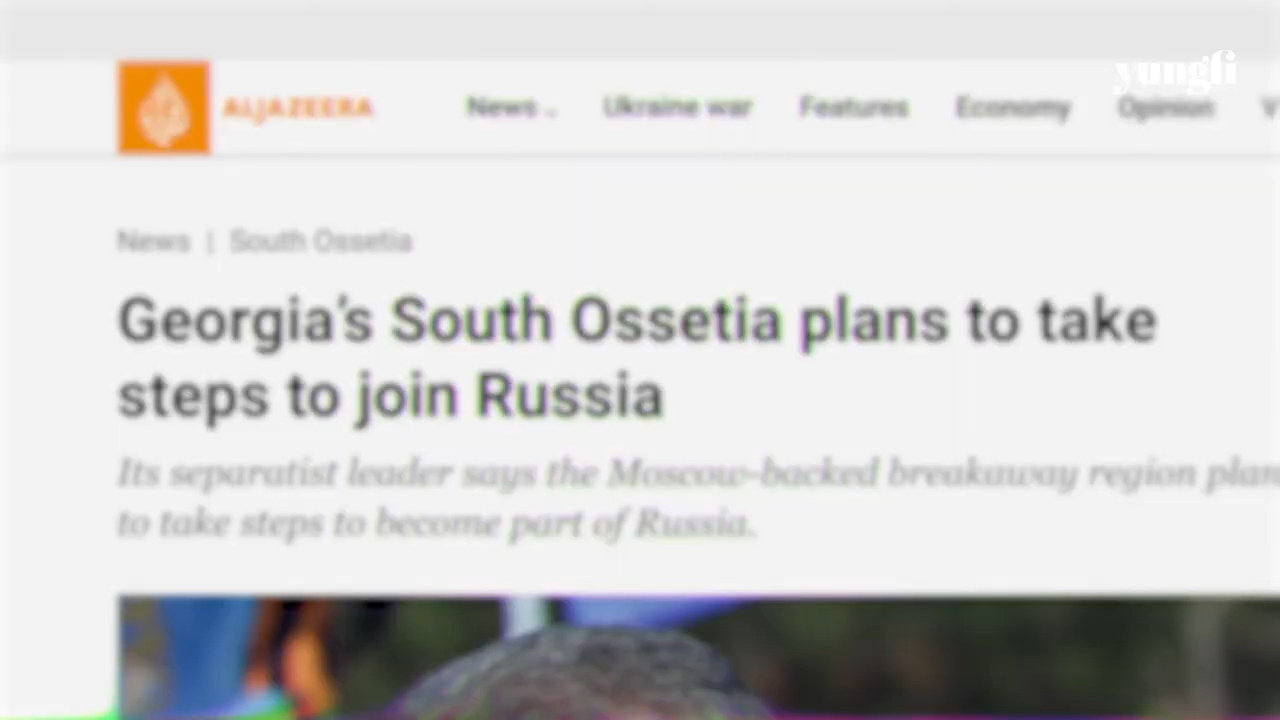 yungfi
ALJAZEERA News Ukraine war Features Economy Opinion
News | South Ossetia
Georgia's South Ossetia plans to take
steps to join Russia
Its separatist leader says the Moscow-backed breakaway region plan
to take steps to become part of Russia.